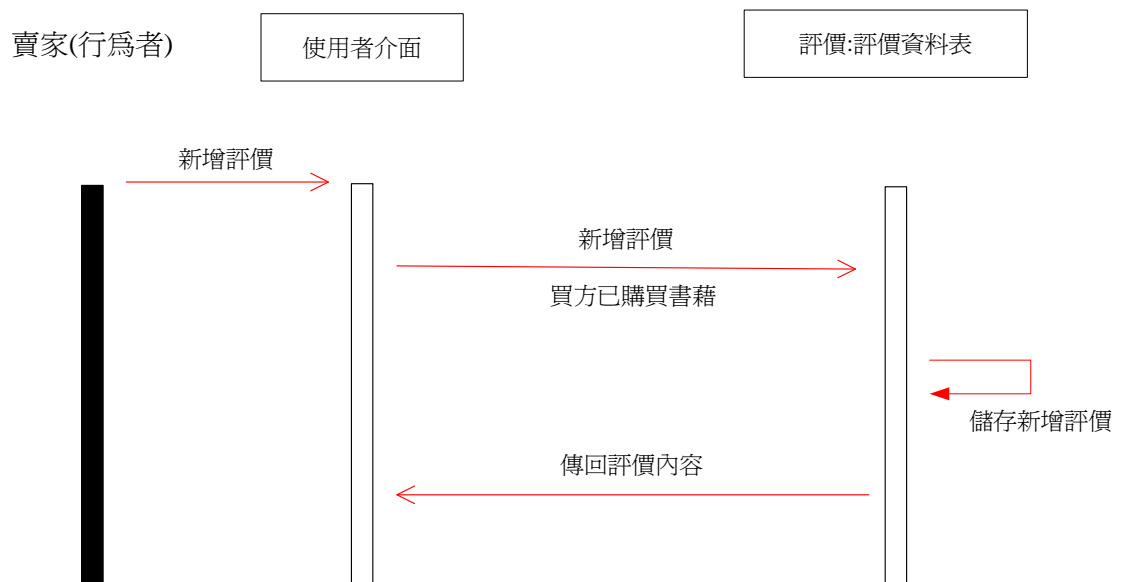 賣家(行為者)
使用者介面
評價:評價資料表
新增評價
新增評價
買方已購買書藉
儲存新增評價
傳回評價內容